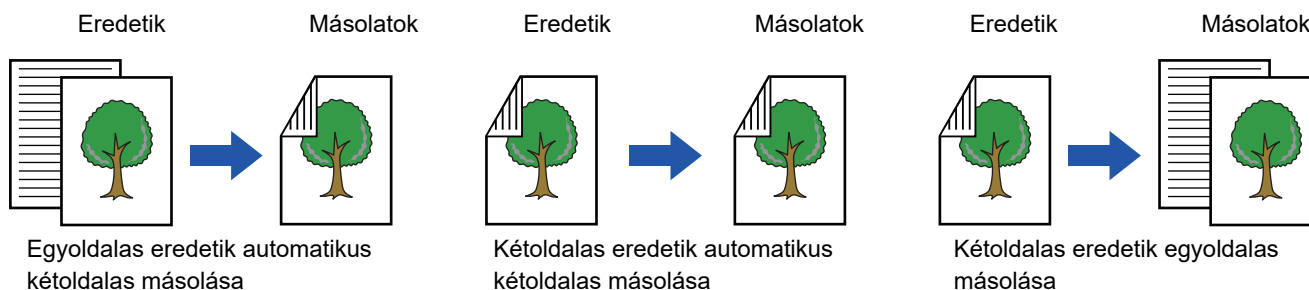 Eredetik
Másolatok
Eredetik
Másolatok
Eredetik
Másolatok
Egyoldalas eredetik automatikus
kétoldalas másolása
Kétoldalas eredetik automatikus
kétoldalas másolása
Kétoldalas eredetik egyoldalas
másolása